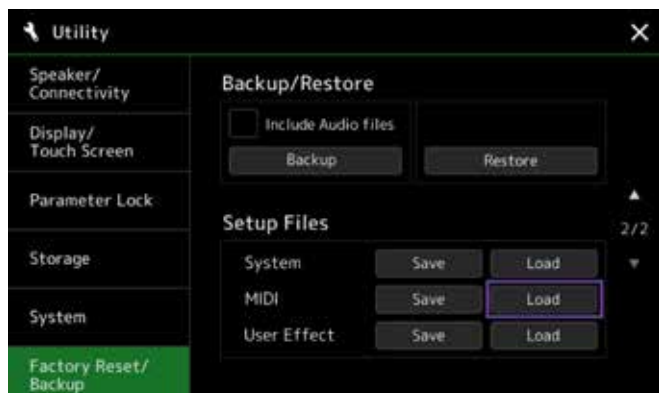 Utility
Speaker/
Connectivity
Display/
Touch Screen
Parameter Lock
Storage
System
Factory Reset/
Backup
Backup/Restore
Include Audio files
Backup Restore
Setup Files
2/2
System Save Load
MIDI Save Load
User Effect Save Load